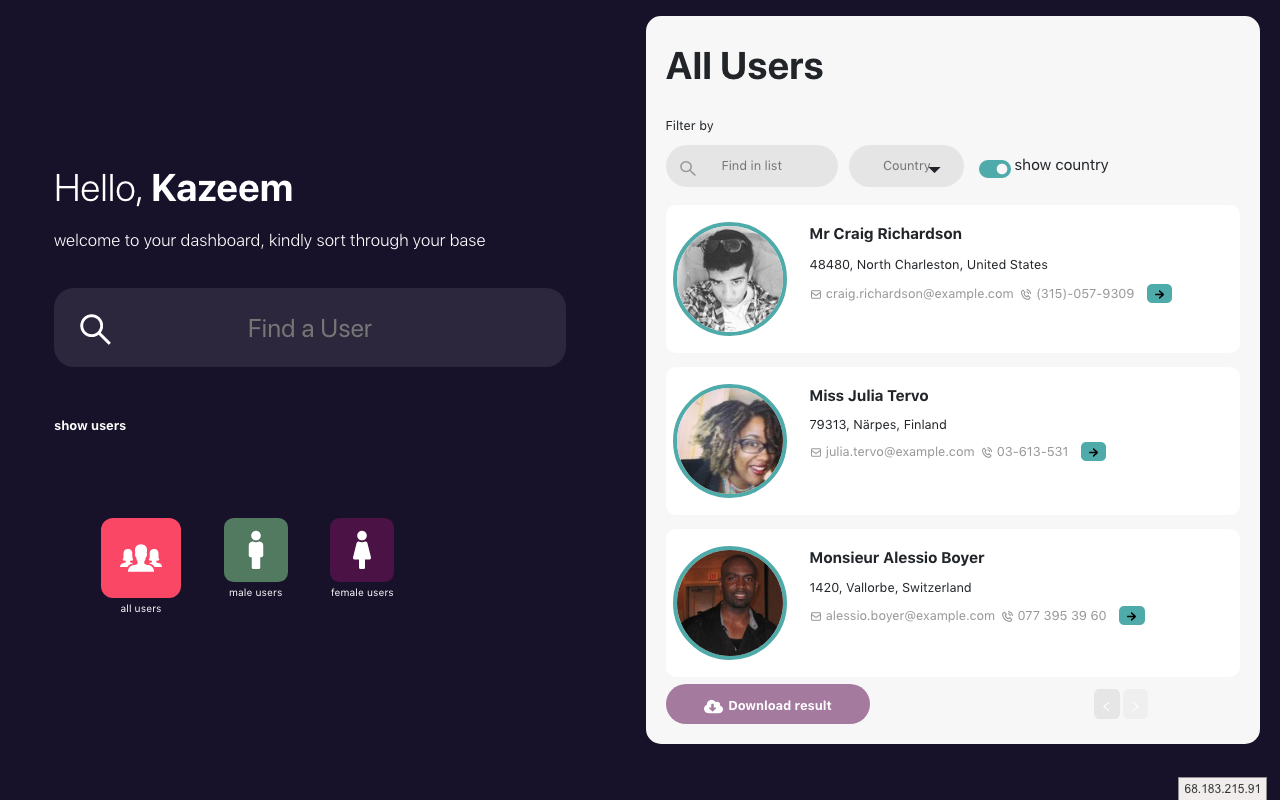 Hello, Kazeem
welcome to your dashboard, kindly sort through your base
Find a User
show users
all users
male users
female users
All Users
Filter by
Find in list
Country
show country
Mr Craig Richardson
48480, North Charleston, United States
craig.richardson@example.com (315)-057-9309
Miss Julia Tervo
79313, Närpes, Finland
julia.tervo@example.com 03-613-531
Monsieur Alessio Boyer
1420, Vallorbe, Switzerland
alessio.boyer@example.com 077 395 39 60
Download result
68.183.215.91